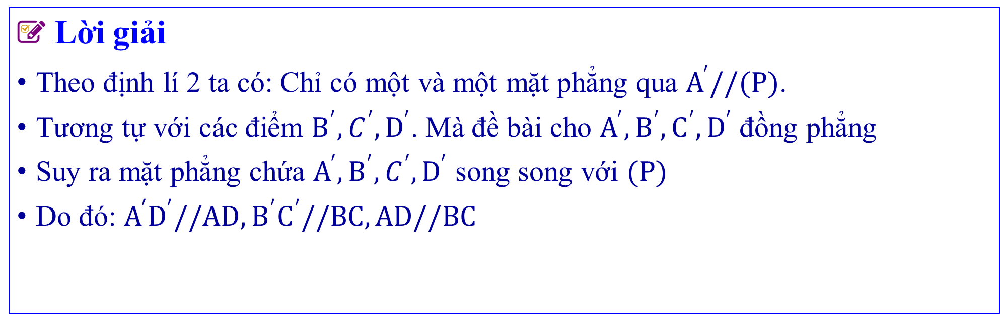 Lời giải
• Theo định lí 2 ta có: Chỉ có một và một mặt phẳng qua A′//(P).
• Tương tự với các điểm B′, C′, D′. Mà đề bài cho A′, B′, C′, D′ đồng phẳng
• Suy ra mặt phẳng chứa A′, B′, C′, D′ song song với (P)
• Do đó: A′D′//AD, B′C′//BC, AD//BC